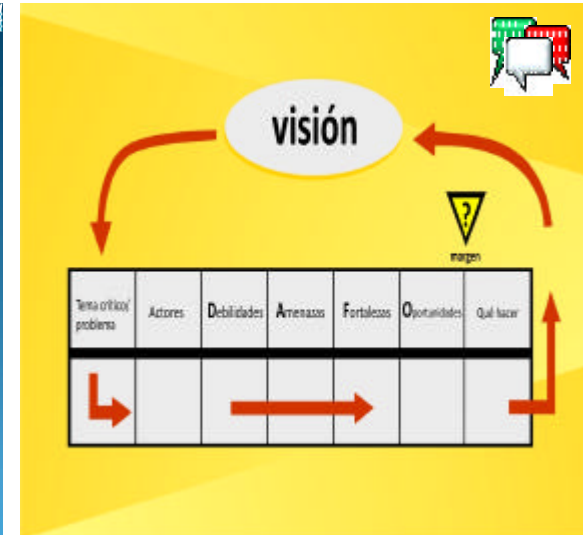 visión
?
margen
Tema crítico/
problema
Actores
Debilidades
Amenazas
Fortalezas
Oportunidades
Qué hacer